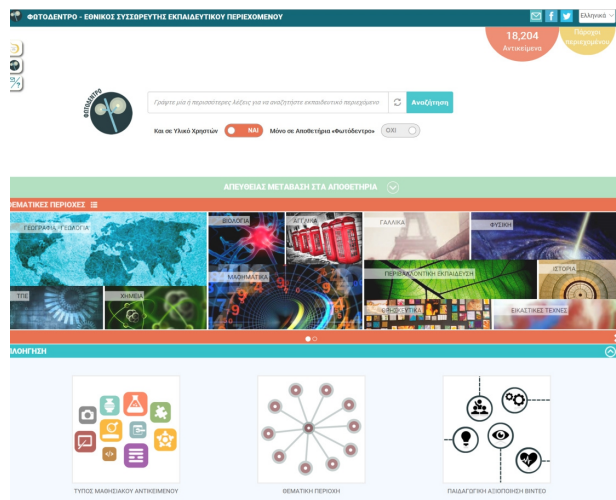 ΦΩΤΟΔΕΝΤΡΟ - ΕΘΝΙΚΟΣ ΣΥΣΣΩΡΕΥΤΗΣ ΕΚΠΑΙΔΕΥΤΙΚΟΥ ΠΕΡΙΕΧΟΜΕΝΟΥ
Ελληνικά
18,204
Αντικείμενα
Πάροχοι
περιεχομένου
ΦΩΤΟΔΕΝΤΡΟ
Γράψτε μια ή περισσότερες λέξεις για να αναζητήσετε εκπαιδευτικό περιεχόμενο
Αναζήτηση
Και σε Υλικό Χρηστών ΝΑΙ Μόνο σε Αποθετήρια «Φωτόδεντρο» ΟΧΙ
ΑΠΕΥΘΕΙΑΣ ΜΕΤΑΒΑΣΗ ΣΤΑ ΑΠΟΘΕΤΗΡΙΑ
ΘΕΜΑΤΙΚΕΣ ΠΕΡΙΟΧΕΣ
ΓΕΩΓΡΑΦΙΑ - ΓΕΩΛΟΓΙΑ
ΒΙΟΛΟΓΙΑ
ΑΓΓΛΙΚΑ
ΓΑΛΛΙΚΑ
ΦΥΣΙΚΗ
ΜΑΘΗΜΑΤΙΚΑ
ΠΕΡΙΒΑΛΛΟΝΤΙΚΗ ΕΚΠΑΙΔΕΥΣΗ
ΙΣΤΟΡΙΑ
ΤΠΕ
ΧΗΜΕΙΑ
ΘΡΗΣΚΕΥΤΙΚΑ
ΕΙΚΑΣΤΙΚΕΣ ΤΕΧΝΕΣ
ΛΟΗΓΗΣΗ
ΤΥΠΟΣ ΜΑΘΗΣΙΑΚΟΥ ΑΝΤΙΚΕΙΜΕΝΟΥ
ΘΕΜΑΤΙΚΗ ΠΕΡΙΟΧΗ
ΠΑΙΔΑΓΩΓΙΚΗ ΑΞΙΟΠΟΙΗΣΗ ΒΙΝΤΕΟ